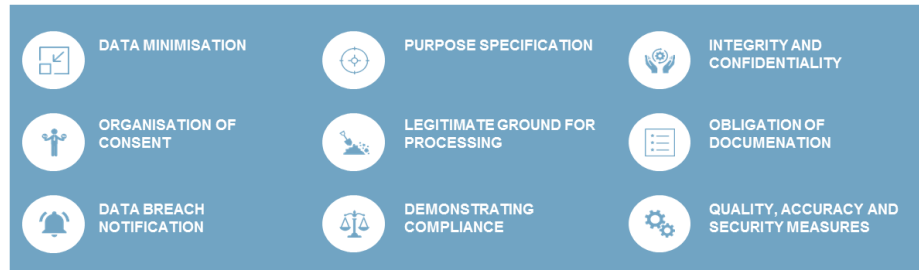 DATA MINIMISATION
PURPOSE SPECIFICATION
INTEGRITY AND
CONFIDENTIALITY
ORGANISATION OF
CONSENT
LEGITIMATE GROUND FOR
PROCESSING
OBLIGATION OF
DOCUMENATION
DATA BREACH
NOTIFICATION
DEMONSTRATING
COMPLIANCE
QUALITY, ACCURACY AND
SECURITY MEASURES